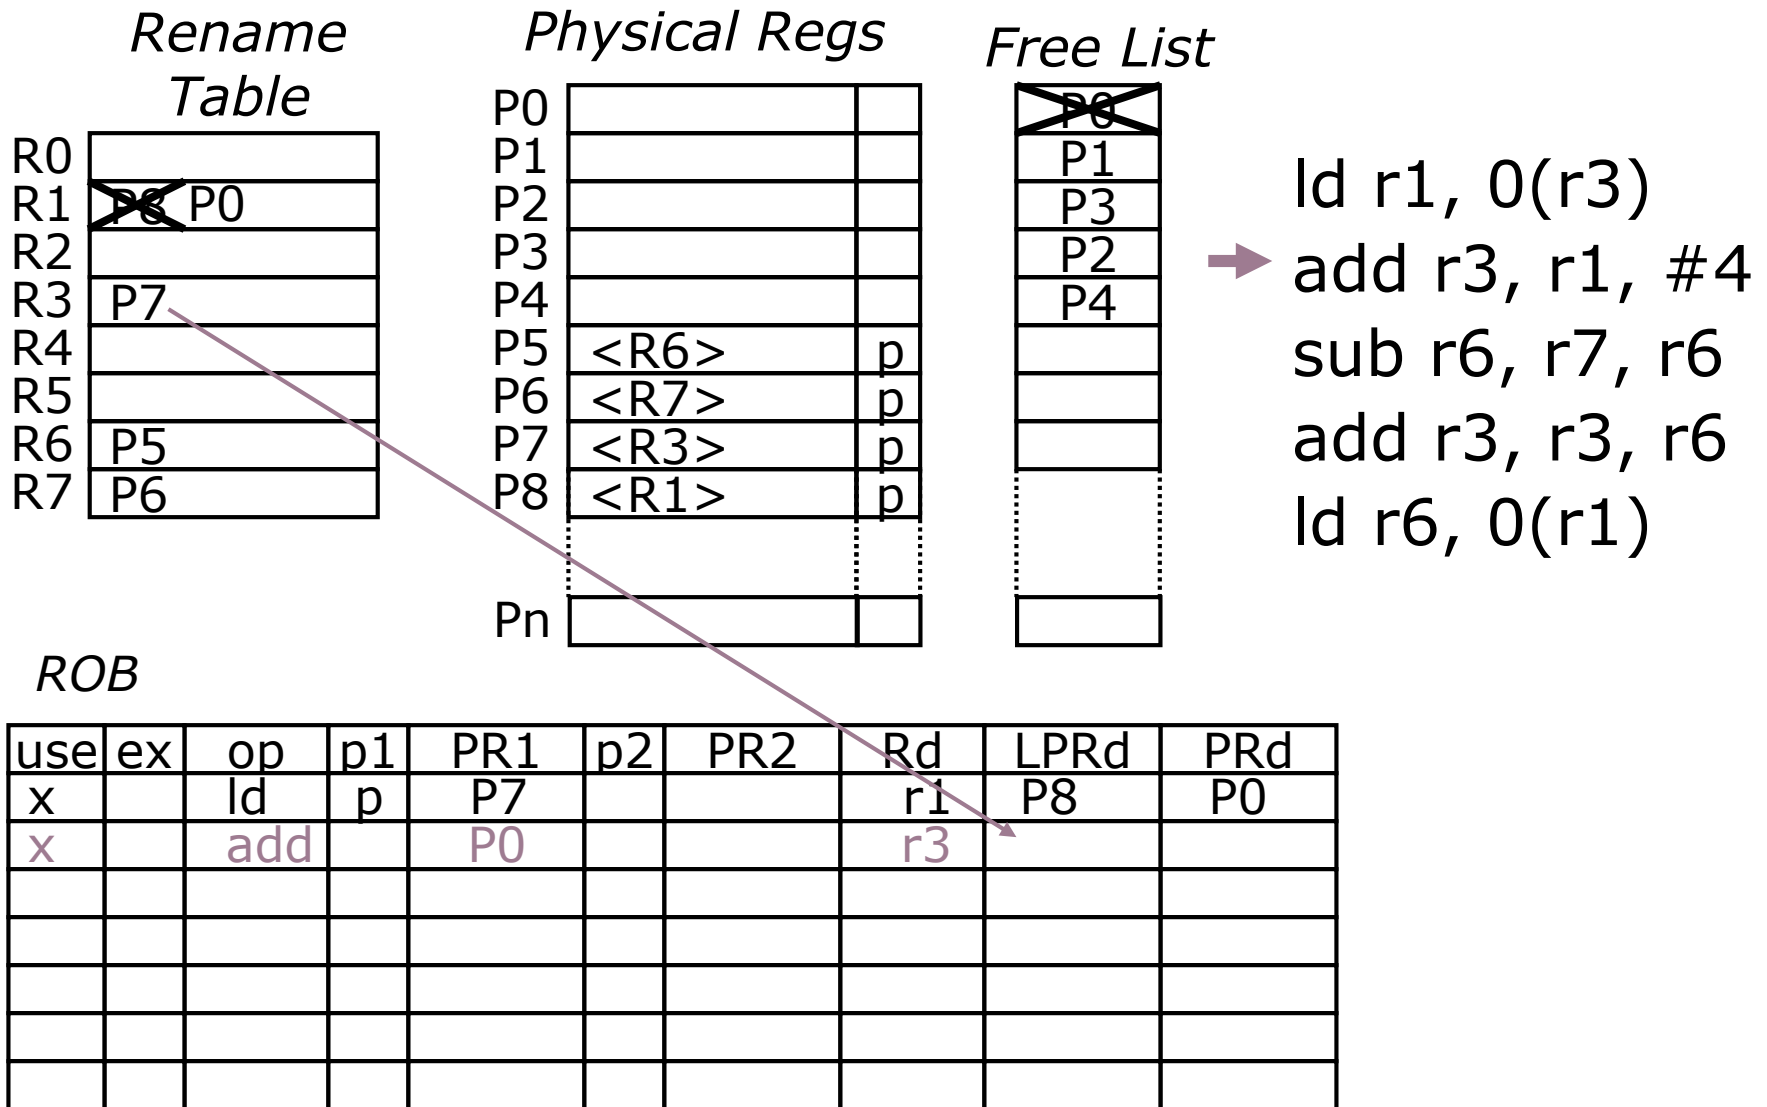 Rename
Table
Physical Regs
Free List
R0
R1 P8 P0
R2
R3 P7
R4
R5
R6 P5
R7 P6
P0
P1
P2
P3
P4
P5 <R6> p
P6 <R7> p
P7 <R3> p
P8 <R1> p
Pn
P0
P1
P3
P2
P4
ld r1, 0(r3)
add r3, r1, #4
sub r6, r7, r6
add r3, r3, r6
ld r6, 0(r1)
ROB
use ex op p1 PR1 p2 PR2 Rd LPRd PRd
x ld p P7 r1 P8 P0
x add P0 r3